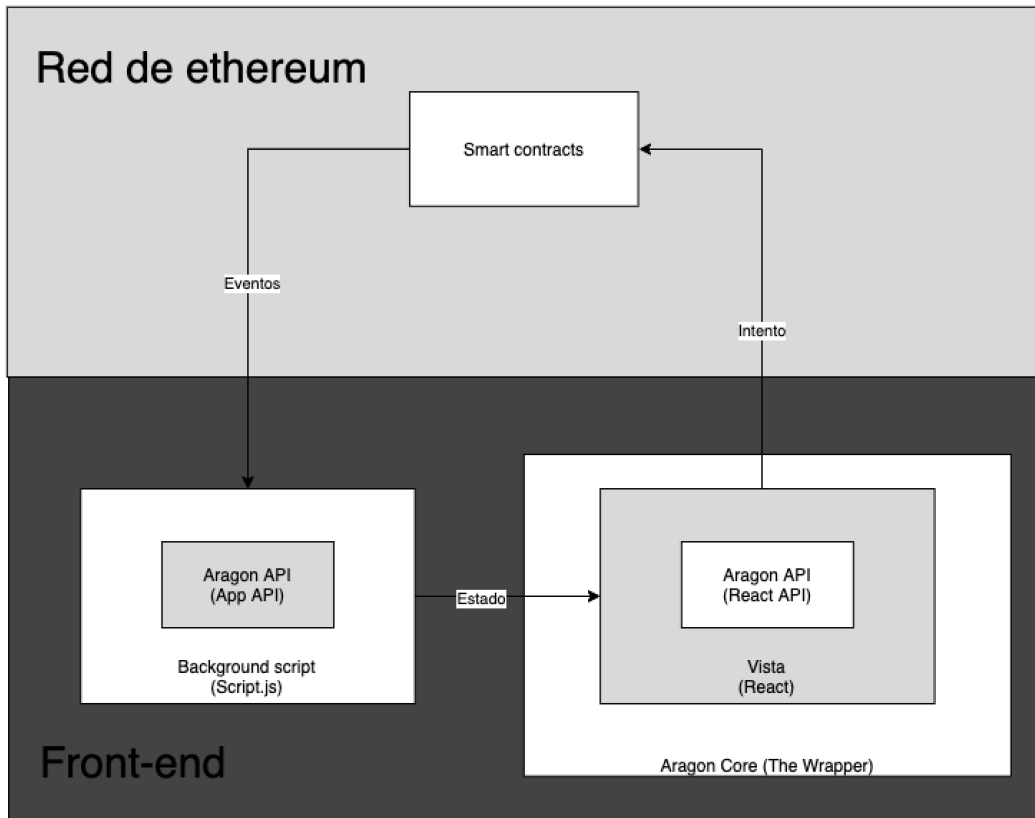 Red de ethereum
Smart contracts
Eventos
Intento
Aragon API
(App API)
Background script
(Script.js)
Estado
Aragon API
(React API)
Vista
(React)
Front-end
Aragon Core (The Wrapper)